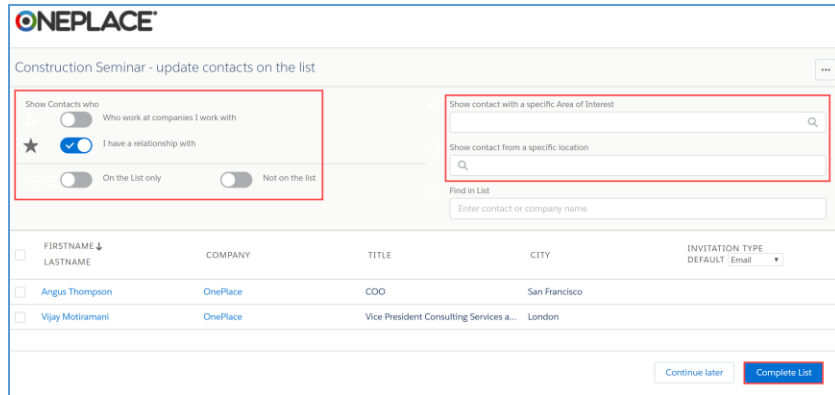 ONEPLACE
Construction Seminar - update contacts on the list
...
Show Contacts who
Who work at companies I work with
I have a relationship with
On the List only
Not on the list
Show contact with a specific Area of Interest
Show contact from a specific location
Find in List
Enter contact or company name
FIRSTNAME↓
LASTNAME
COMPANY
TITLE
CITY
INVITATION TYPE
DEFAULT Email
Angus Thompson OnePlace COO San Francisco
Vijay Motiramani OnePlace Vice President Consulting Services a... London
Continue later
Complete List